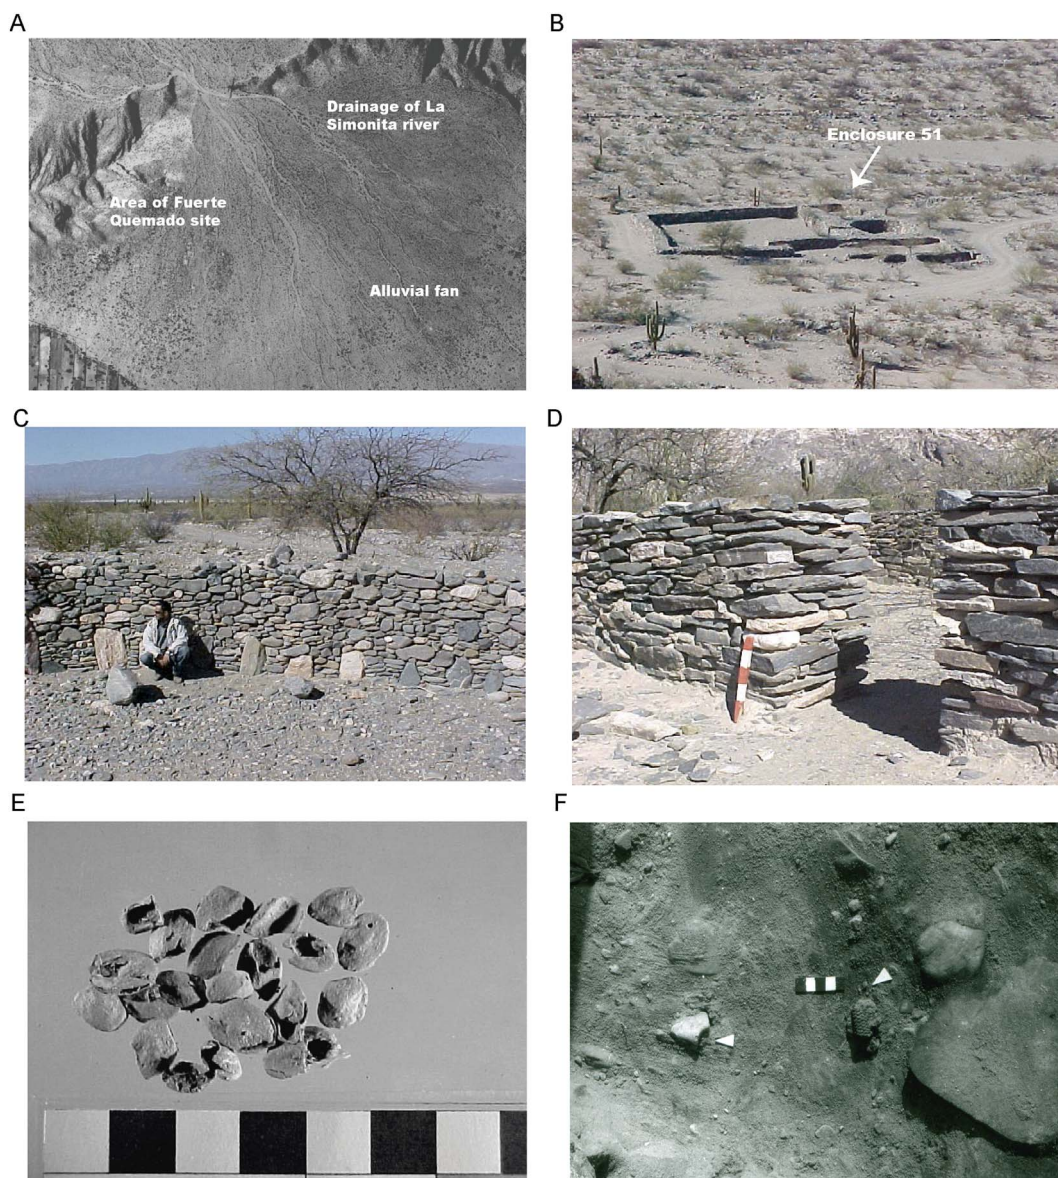 A
B
Drainage of La
Simonita river
Enclosure 51
Area of Fuerte
Quemado site
Alluvial fan
C
D
E
F